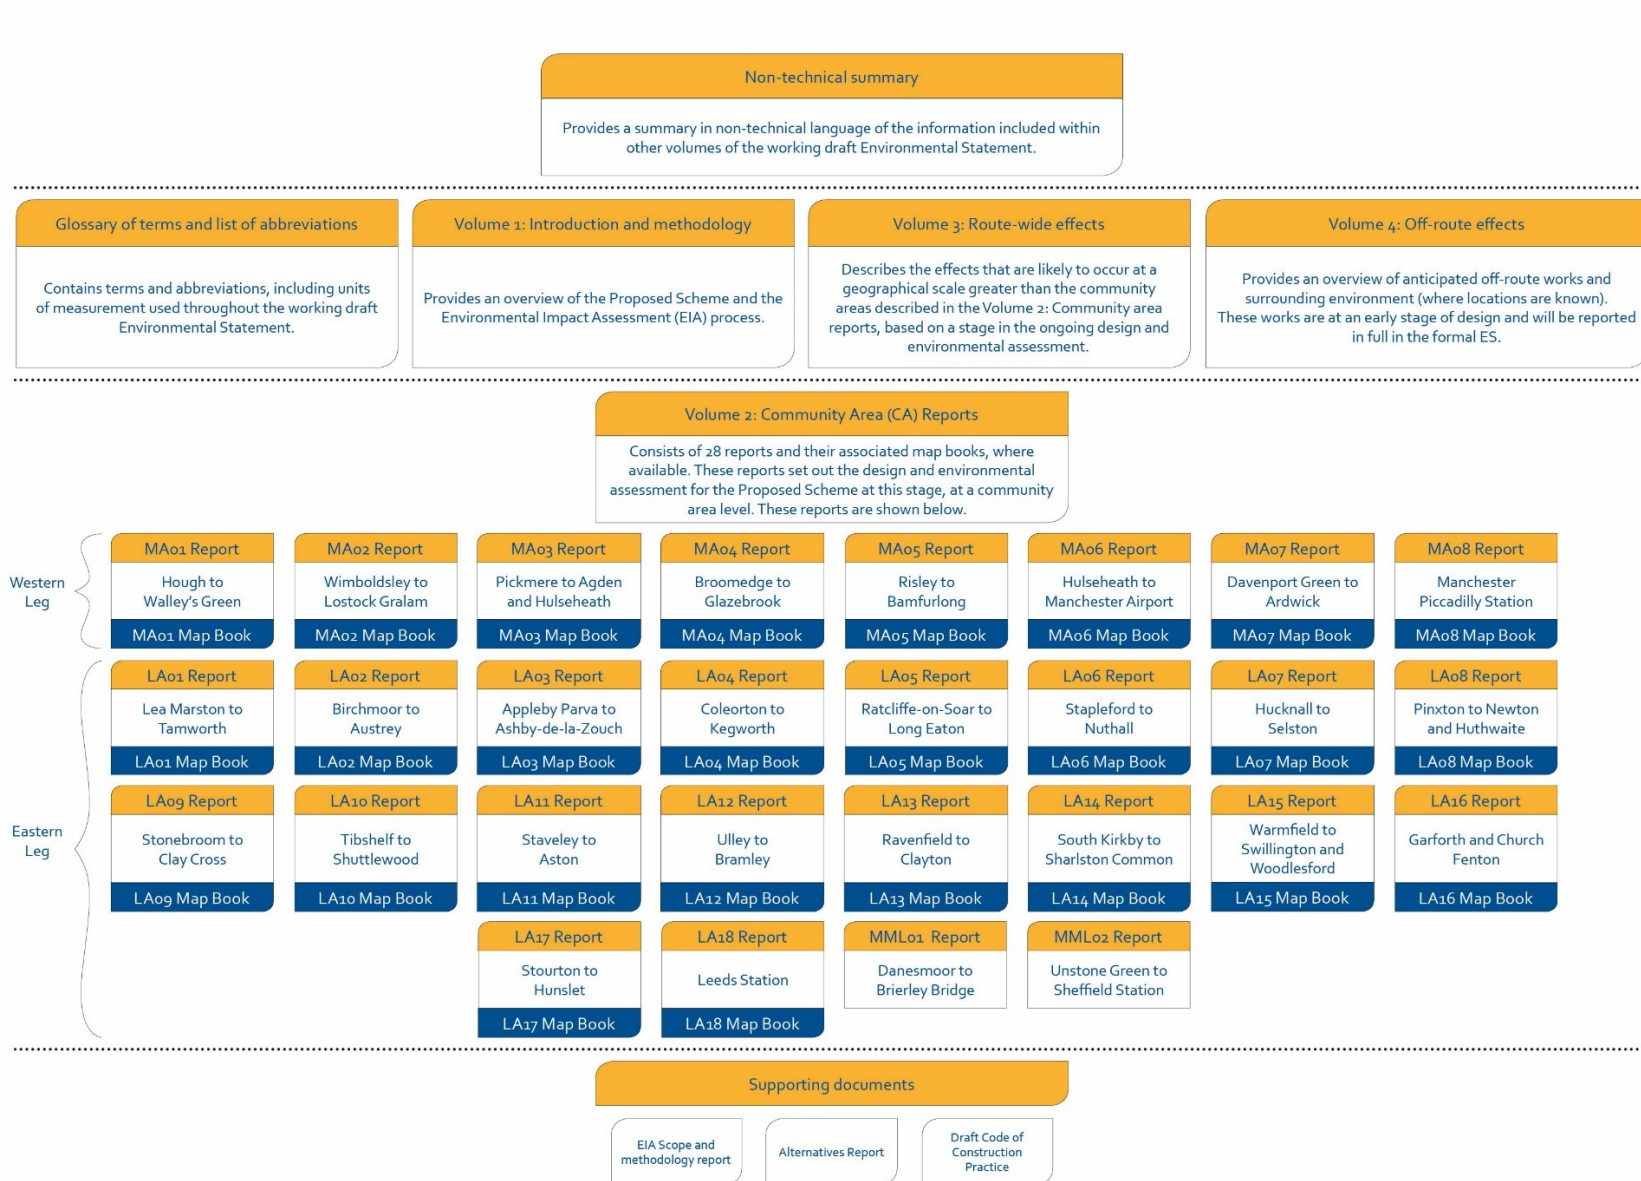 Non-technical summary
Provides a summary in non-technical language of the information included within
other volumes of the working draft Environmental Statement.
Glossary of terms and list of abbreviations
Contains terms and abbreviations, including units
of measurement used throughout the working draft
Environmental Statement.
Volume 1: Introduction and methodology
Provides an overview of the Proposed Scheme and the
Environmental Impact Assessment (EIA) process.
Volume 3: Route-wide effects
Describes the effects that are likely to occur at a
geographical scale greater than the community
areas described in the Volume 2: Community area
reports, based on a stage in the ongoing design and
environmental assessment.
Volume 4: Off-route effects
Provides an overview of anticipated off-route works and
surrounding environment (where locations are known).
These works are at an early stage of design and will be reported
in full in the formal ES.
Volume 2: Community Area (CA) Reports
Consists of 28 reports and their associated map books, where
available. These reports set out the design and environmental
assessment for the Proposed Scheme at this stage, at a community
area level. These reports are shown below.
Western
Leg
MA01 Report
Hough to
Walley's Green
MA01 Map Book
MA02 Report
Wimboldsley to
Lostock Gralam
MA02 Map Book
MA03 Report
Pickmere to Agden
and Hulseheath
MA03 Map Book
MA04 Report
Broomedge to
Glazebrook
MA04 Map Book
MA05 Report
Risley to
Bamfurlong
MA05 Map Book
MA06 Report
Hulseheath to
Manchester Airport
MA06 Map Book
MA07 Report
Davenport Green to
Ardwick
MA07 Map Book
MA08 Report
Manchester
Piccadilly Station
MA08 Map Book
Eastern
Leg
LA01 Report
Lea Marston to
Tamworth
LA01 Map Book
LA02 Report
Birchmoor to
Austrey
LA02 Map Book
LA03 Report
Appleby Parva to
Ashby-de-la-Zouch
LA03 Map Book
LA04 Report
Coleorton to
Kegworth
LA04 Map Book
LA05 Report
Ratcliffe-on-Soar to
Long Eaton
LA05 Map Book
LA06 Report
Stapleford to
Nuthall
LA06 Map Book
LA07 Report
Hucknall to
Selston
LA07 Map Book
LA08 Report
Pinxton to Newton
and Huthwaite
LA08 Map Book
LA09 Report
Stonebroom to
Clay Cross
LA09 Map Book
LA10 Report
Tibshelf to
Shuttlewood
LA10 Map Book
LA11 Report
Staveley to
Aston
LA11 Map Book
LA12 Report
Ulley to
Bramley
LA12 Map Book
LA13 Report
Ravenfield to
Clayton
LA13 Map Book
LA14 Report
South Kirkby to
Sharlston Common
LA14 Map Book
LA15 Report
Warmfield to
Swillington and
Woodlesford
LA15 Map Book
LA16 Report
Garforth and Church
Fenton
LA16 Map Book
LA17 Report
Stourton to
Hunslet
LA17 Map Book
LA18 Report
Leeds Station
LA18 Map Book
MML01 Report
Danesmoor to
Brierley Bridge
MML02 Report
Unstone Green to
Sheffield Station
Supporting documents
EIA Scope and
methodology report
Alternatives Report
Draft Code of
Construction
Practice